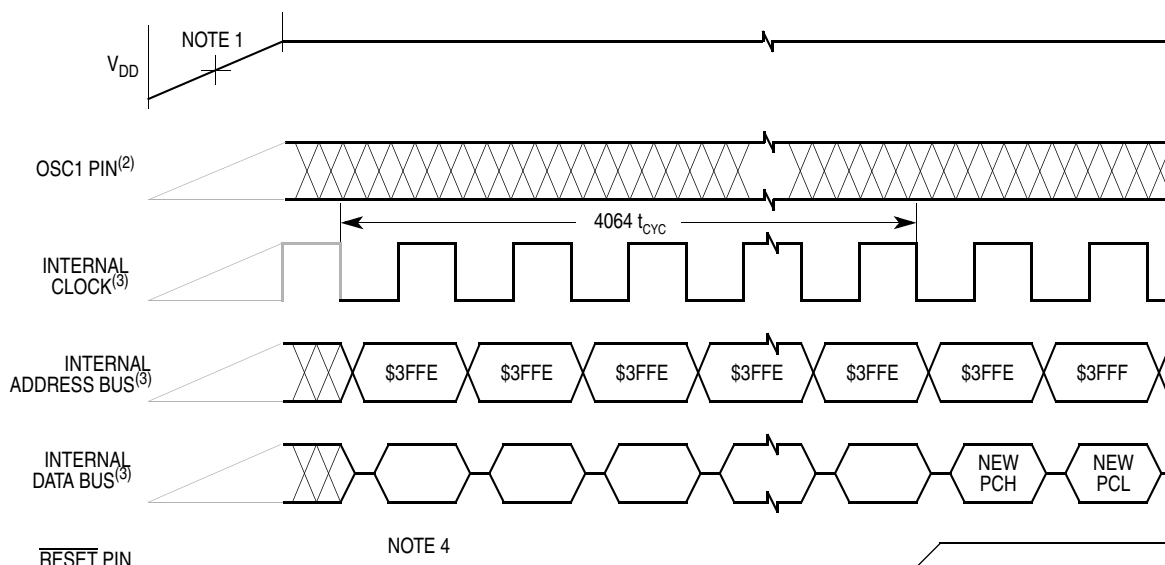 NOTE 1
V_DD
OSC1 PIN(2)
4064 t_CYC
INTERNAL
CLOCK(3)
INTERNAL
ADDRESS BUS(3)
$3FFE $3FFE $3FFE $3FFE $3FFE $3FFE $3FFF
INTERNAL
DATA BUS(3)
NEW NEW
PCH PCL
NOTE 4
RESET PIN